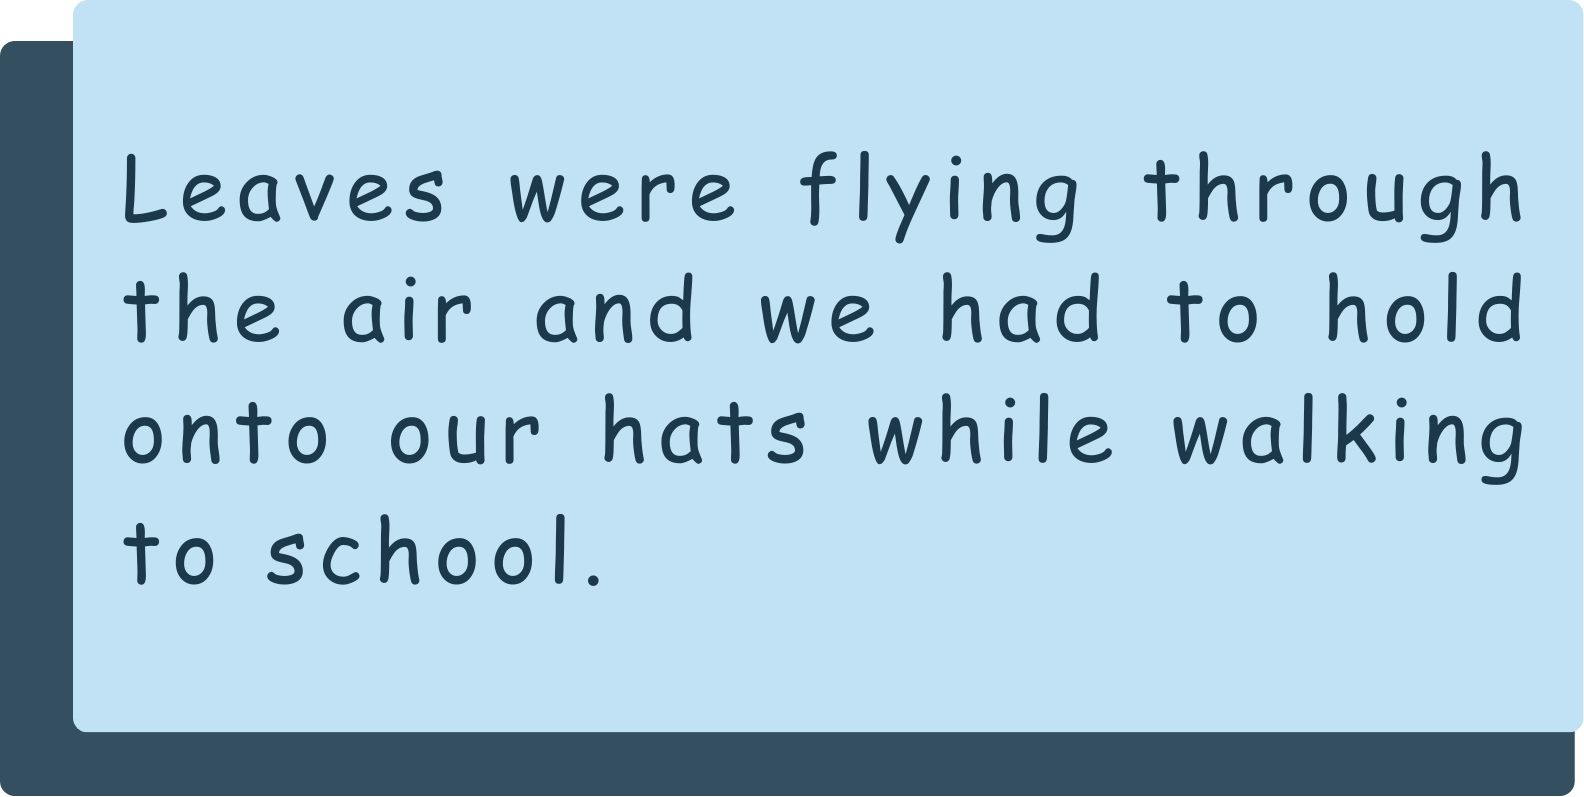 Leaves were flying through
the air and we had to hold
onto our hats while walking
to school.